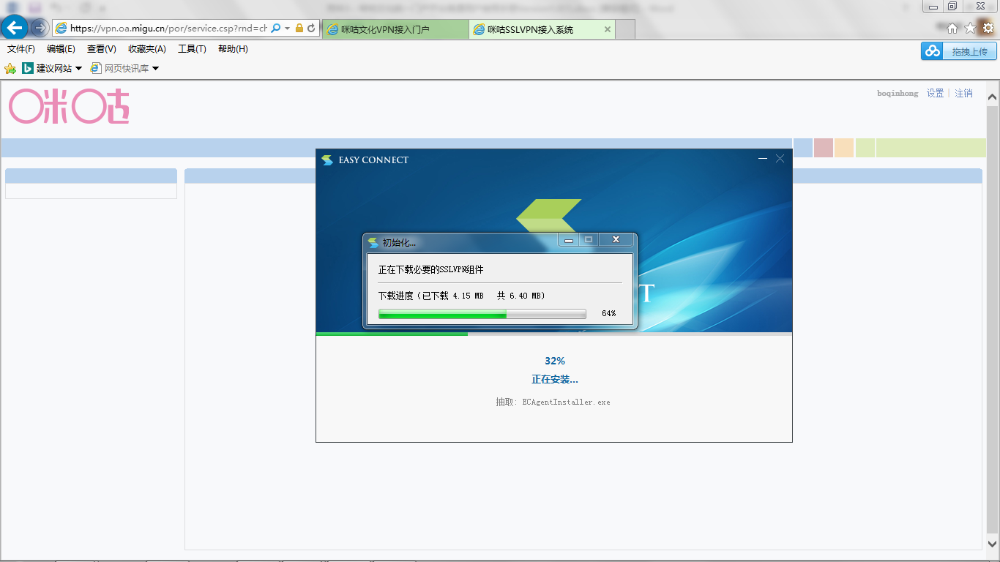 https://vpn.oa.migu.cn/por/service.csp?rnd=ch
咪咕文化VPN接入门户
咪咕SSLVPN接入系统
文件(F) 编辑(E) 查看(V) 收藏夹(A) 工具(T) 帮助(H)
拖拽上传
建议网站 网页快讯库
咪咕
boqinhong 设置 | 注销
EASY CONNECT
初始化...
正在下载必要的SSLVPN组件
下载进度(已下载 4.15 MB 共 6.40 MB)
64%
T
32%
正在安装...
抽取: ECAgentInstaller.exe